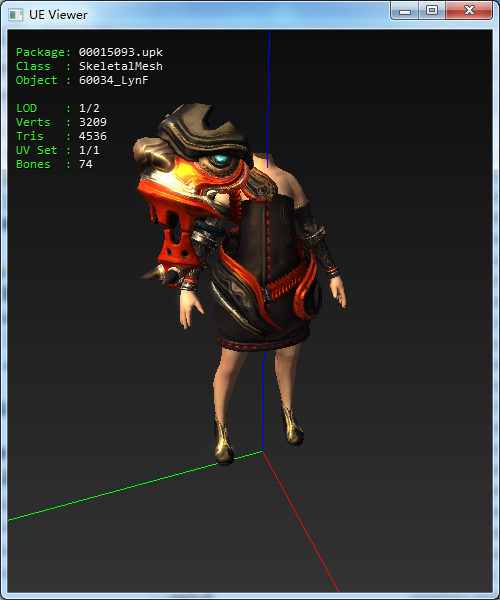 UE Viewer
Package: 00015093.upk
Class : SkeletalMesh
Object : 60034_LynF
LOD : 1/2
Verts : 3209
Tris : 4536
UV Set : 1/1
Bones : 74